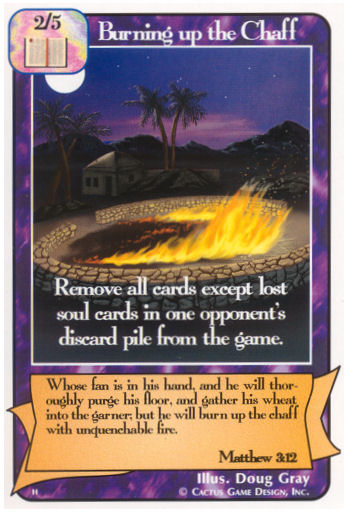 2/5
Burning up the Chaff
Remove all cards except lost
soul cards in one opponent's
discard pile from the game.
Whose fan is in his hand, and he will thor-
oughly purge his floor, and gather his wheat
into the garner; but he will burn up the chaff
with unquenchable fire.
Matthew 3:12
Illus. Doug Gray
H © Cactus Game Design, Inc.